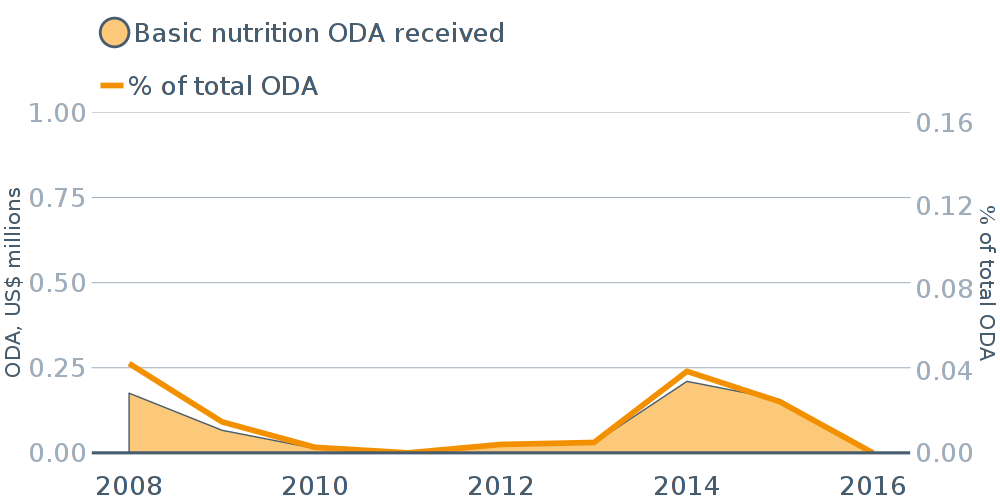 Basic nutrition ODA received
% of total ODA
1.00
0.75
0.50
0.25
0.00
ODA, US$ millions
0.16
0.12
0.08
0.04
0.00
% of total ODA
2008 2010 2012 2014 2016